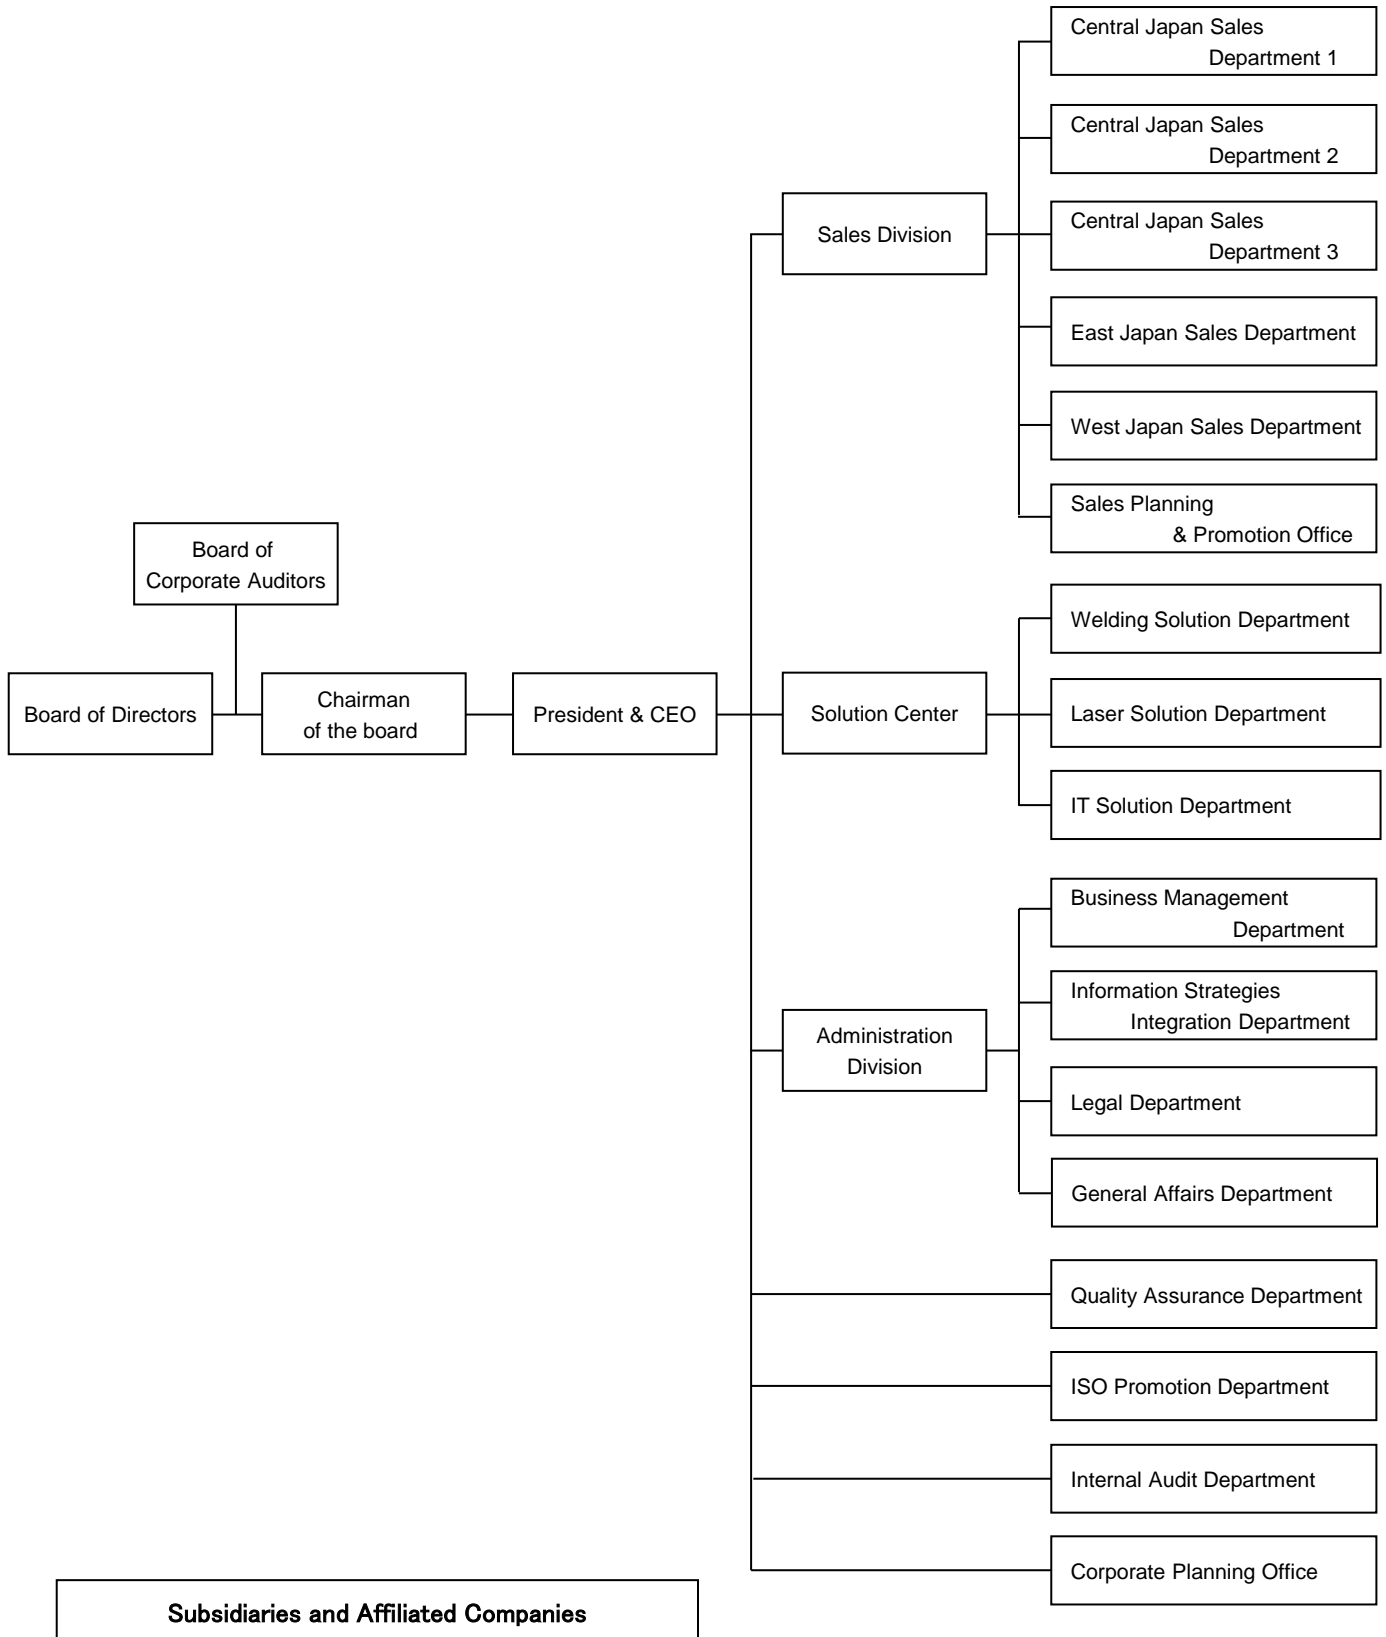 Central Japan Sales
Department 1
Central Japan Sales
Department 2
Central Japan Sales
Department 3
Sales Division
East Japan Sales Department
West Japan Sales Department
Sales Planning
& Promotion Office
Board of
Corporate Auditors
Board of Directors
Chairman
of the board
President & CEO
Solution Center
Welding Solution Department
Laser Solution Department
IT Solution Department
Administration
Division
Business Management
Department
Information Strategies
Integration Department
Legal Department
General Affairs Department
Quality Assurance Department
ISO Promotion Department
Internal Audit Department
Corporate Planning Office
Subsidiaries and Affiliated Companies